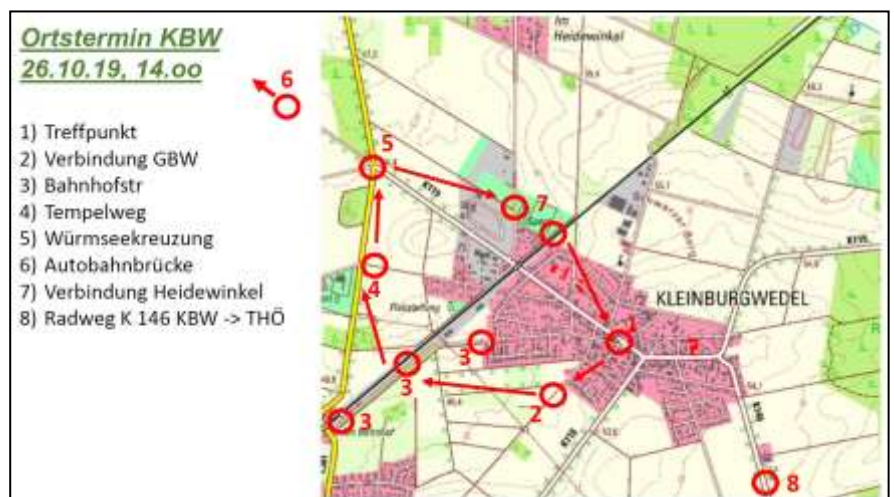 Ortstermin KBW
26.10.19, 14.oo
1) Treffpunkt
2) Verbindung GBW
3) Bahnhofstr
4) Tempelweg
5) Würmseekreuzung
6) Autobahnbrücke
7) Verbindung Heidewinkel
8) Radweg K 146 KBW -> THÖ
6
Im
Heidewinkel
5
K119
7
4
KLEINBURGWEDEL
1
3
3
2
3
8